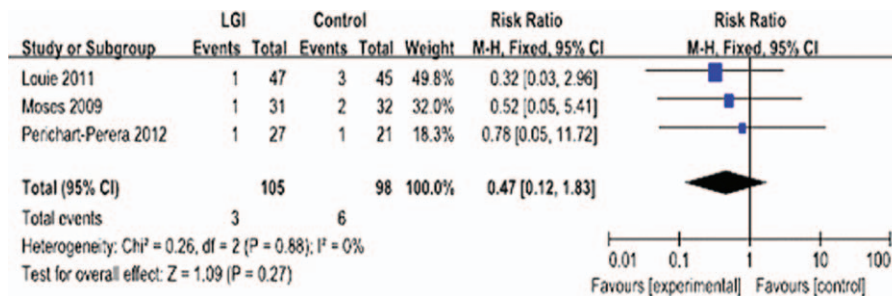 LGI Control Risk Ratio Risk Ratio
Study or Subgroup Events Total Events Total Weight M-H, Fixed, 95% CI M-H, Fixed, 95% CI
Louie 2011 1 47 3 45 49.8% 0.32 [0.03, 2.96]
Moses 2009 1 31 2 32 32.0% 0.52 [0.05, 5.41]
Perichart-Perera 2012 1 27 1 21 18.3% 0.78 [0.05, 11.72]
Total (95% CI) 105 98 100.0% 0.47 [0.12, 1.83]
Total events 3 6
Heterogeneity: Chi² = 0.26, df = 2 (P = 0.88); I² = 0%
Test for overall effect: Z = 1.09 (P = 0.27)
0.01 0.1 1 10 100
Favours [experimental] Favours [control]